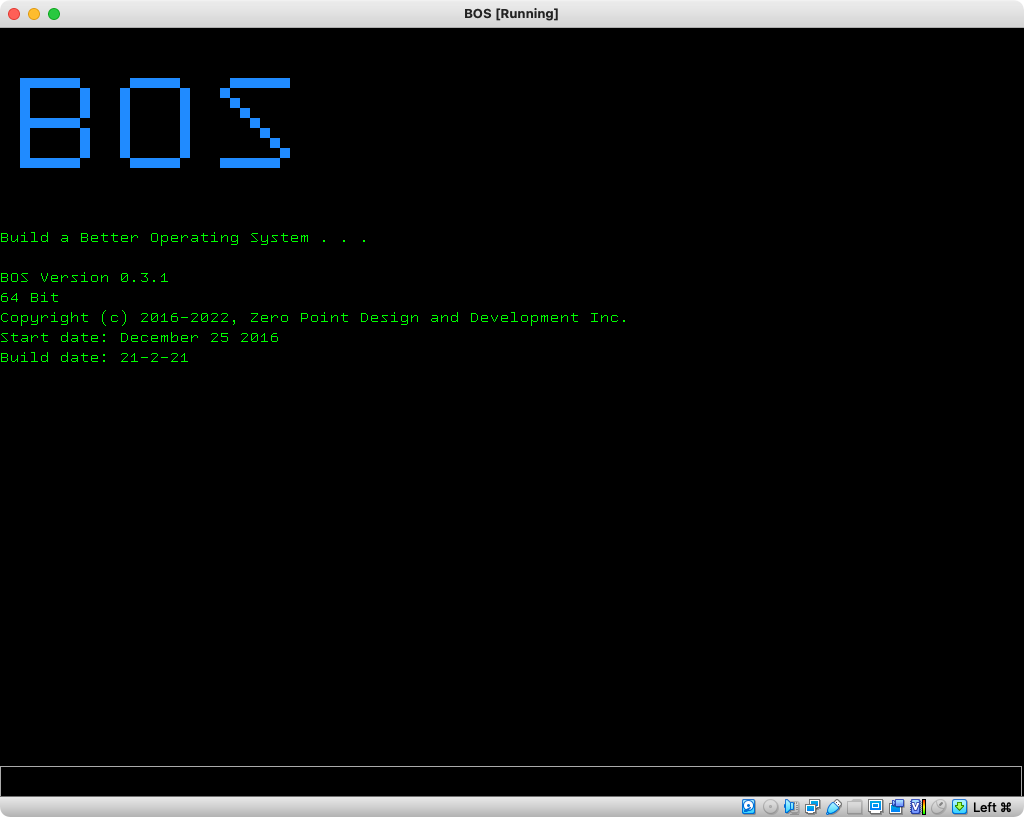 BOS [Running]
BOS
Build a Better Operating System . . .
BOS Version 0.3.1
64 Bit
Copyright (c) 2016-2022, Zero Point Design and Development Inc.
Start date: December 25 2016
Build date: 21-2-21
Left ⌘